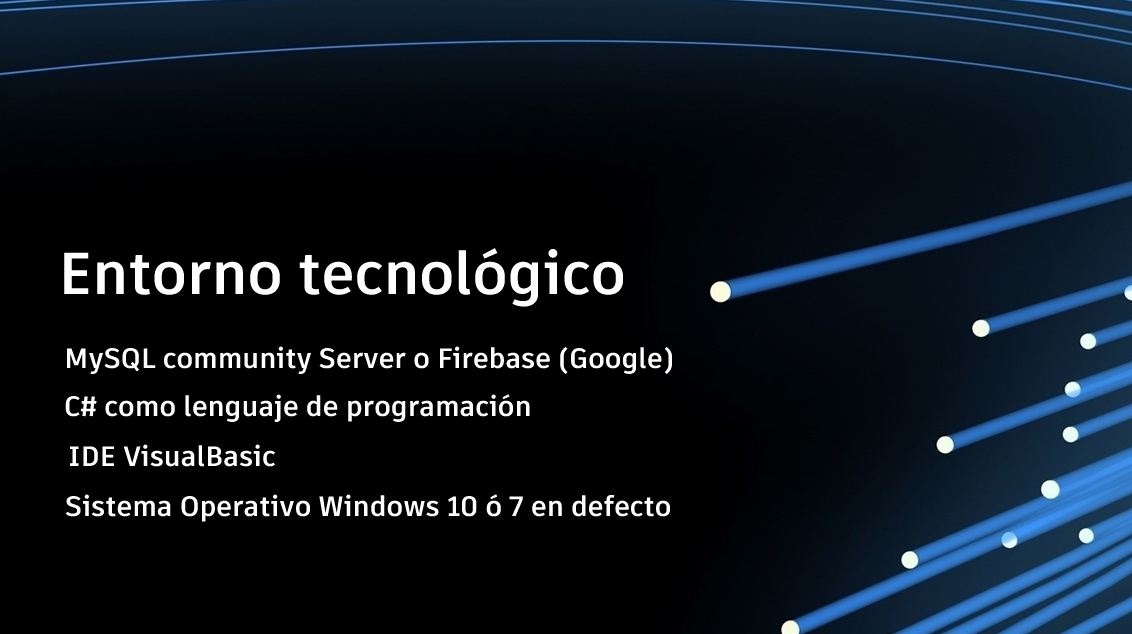 Entorno tecnológico
MySQL community Server o Firebase (Google)
C# como lenguaje de programación
IDE VisualBasic
Sistema Operativo Windows 10 ó 7 en defecto